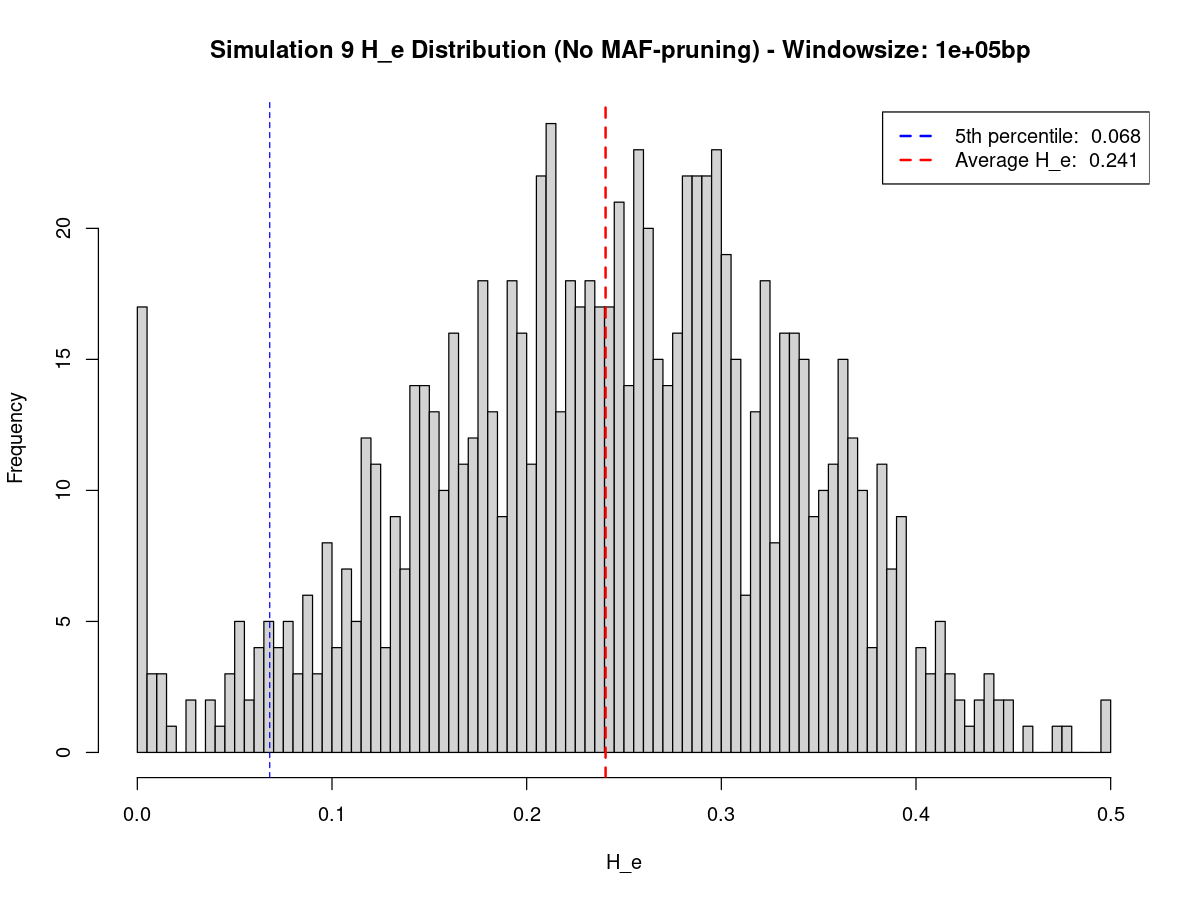 Simulation 9 H_e Distribution (No MAF-pruning) - Windowsize: 1e+05bp
5th percentile:  0.068
Average H_e:  0.241
Frequency
20
15
10
5
0
0.0 0.1 0.2 0.3 0.4 0.5
H_e